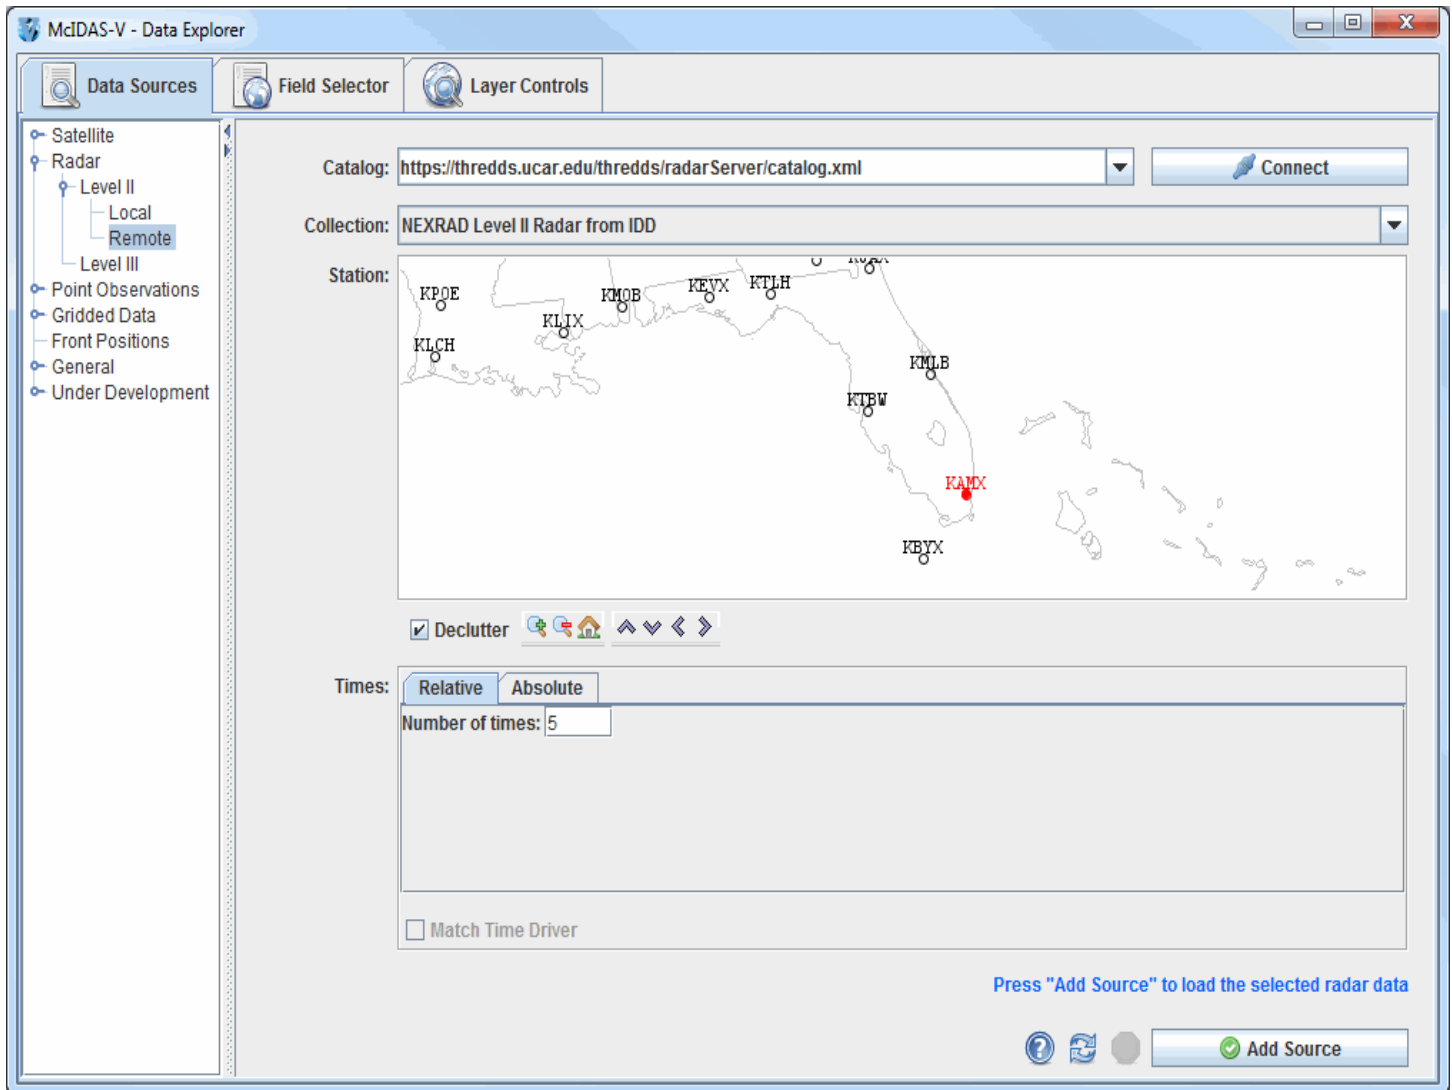 McIDAS-V - Data Explorer
Data Sources
Field Selector
Layer Controls
Satellite
Radar
Level II
Local
Remote
Level III
Point Observations
Gridded Data
Front Positions
General
Under Development
Catalog: https://thredds.ucar.edu/thredds/radarServer/catalog.xml
Connect
Collection: NEXRAD Level II Radar from IDD
Station:
KPOE
KMOB
KEVX
KTLH
KLIX
KLCH
KMLB
KTBW
KAMX
KBYX
Declutter
Times: Relative Absolute
Number of times: 5
Match Time Driver
Press "Add Source" to load the selected radar data
Add Source